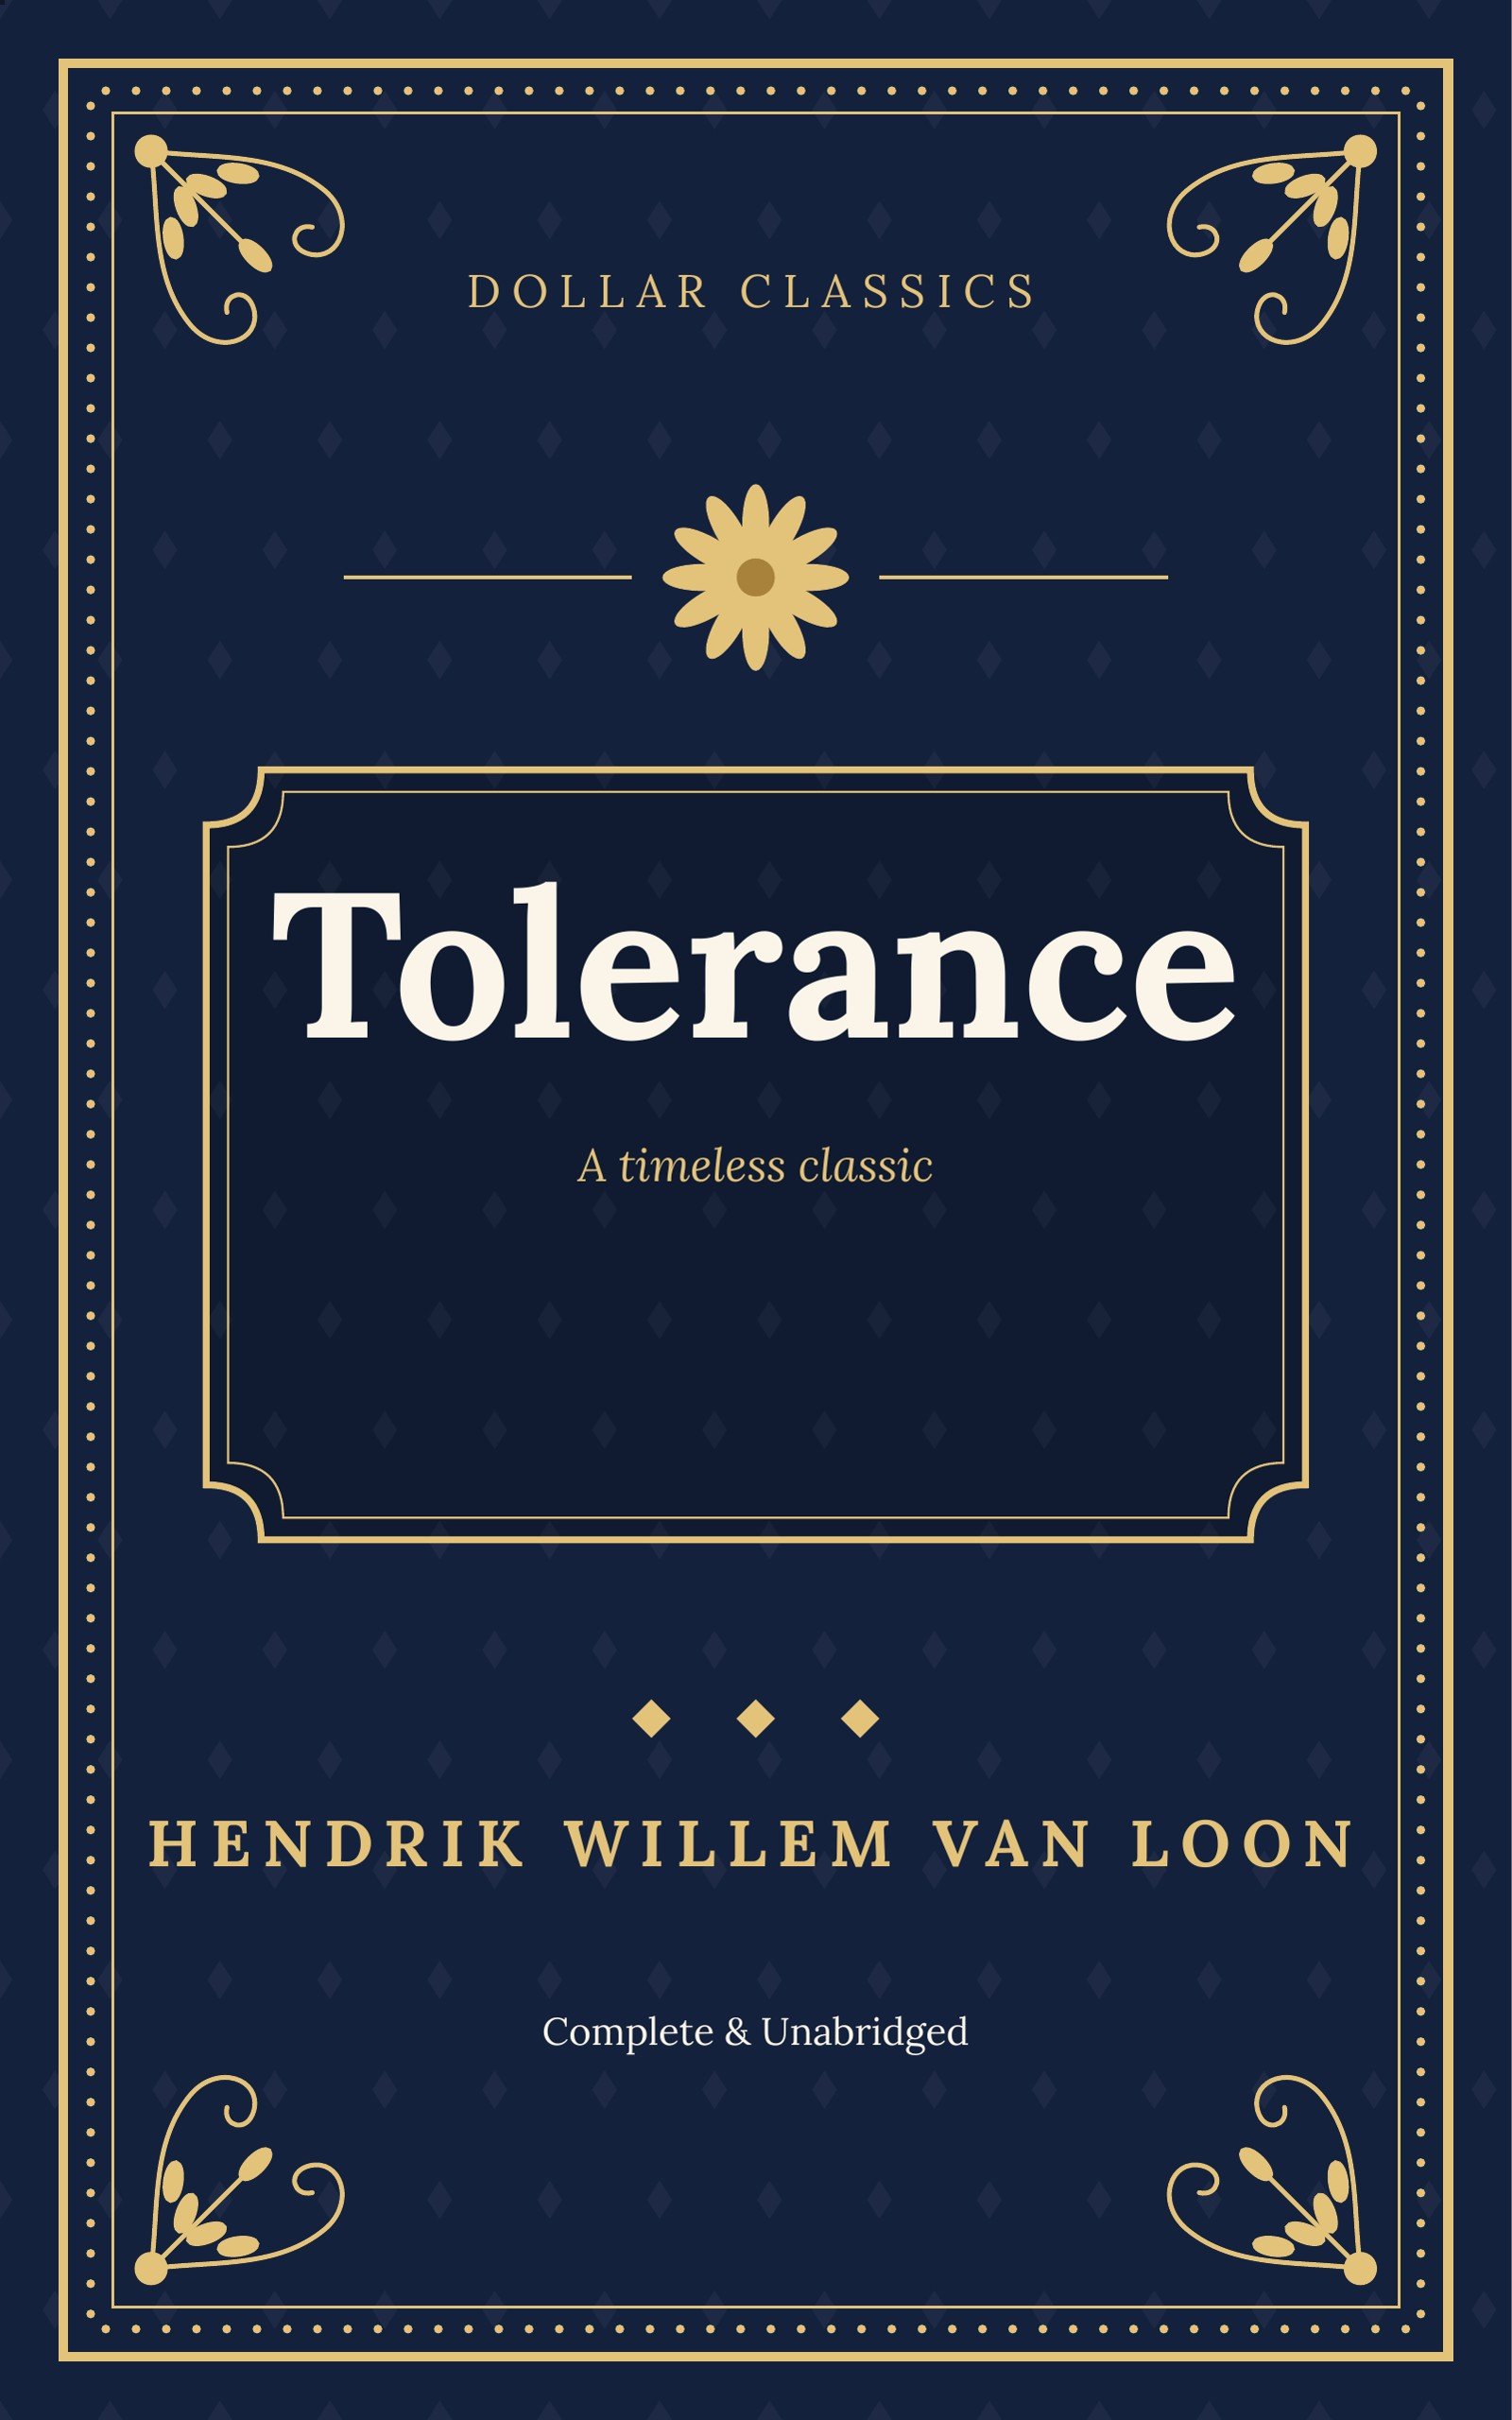 DOLLAR CLASSICS
Tolerance
A timeless classic
HENDRIK WILLEM VAN LOON
Complete & Unabridged